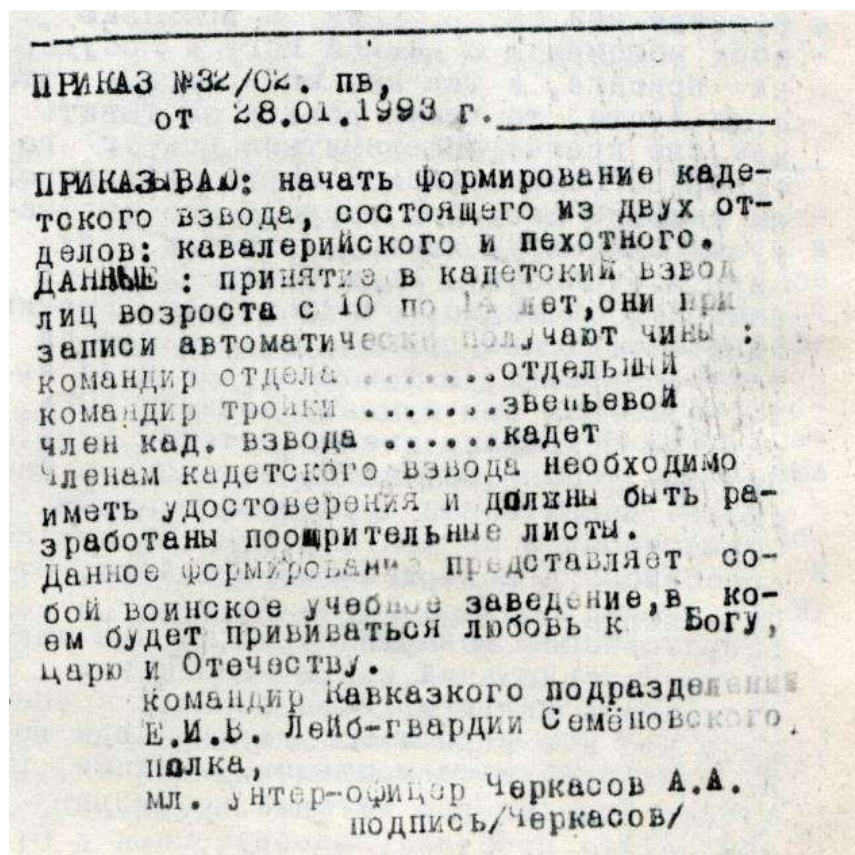 ПРИКАЗ №32/02. ПВ,
от 28.01.1993 г.
ПРИКАЗЫВАЮ: начать формирование каде-
тского взвода, состоящего из двух от-
делов: кавалерийского и пехотного.
ДАННЫЕ : принятие в кадетский взвод
лиц возроста с 10 по 14 лет,они при
записи автоматически получают чины :
командир отдела .......отдельный
командир тройки .......звеньевой
член кад. взвода ......кадет
Членам кадетского взвода необходимо
иметь удостоверения и должны быть ра-
зработаны поощрительные листы.
Данное формирование представляет со-
бой воинское учебное заведение,в ко-
ем будет прививаться любовь к Богу,
Царю и Отечеству.
командир Кавказкого подразделения
Е.И.В. Лейб-гвардии Семёновского
полка,
мл. унтер-офицер Черкасов А.А.
подпись/Черкасов/